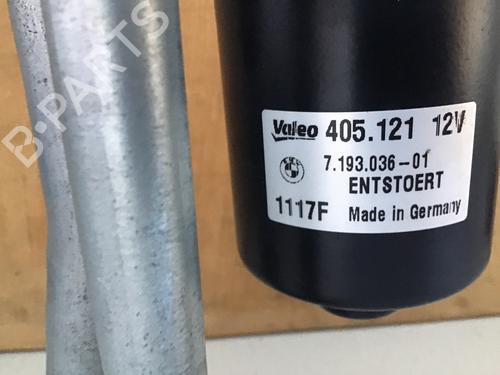 B-PARTS
Valeo 405.121 12V
7.193.036-01
ENTSTOERT
1117F Made in Germany